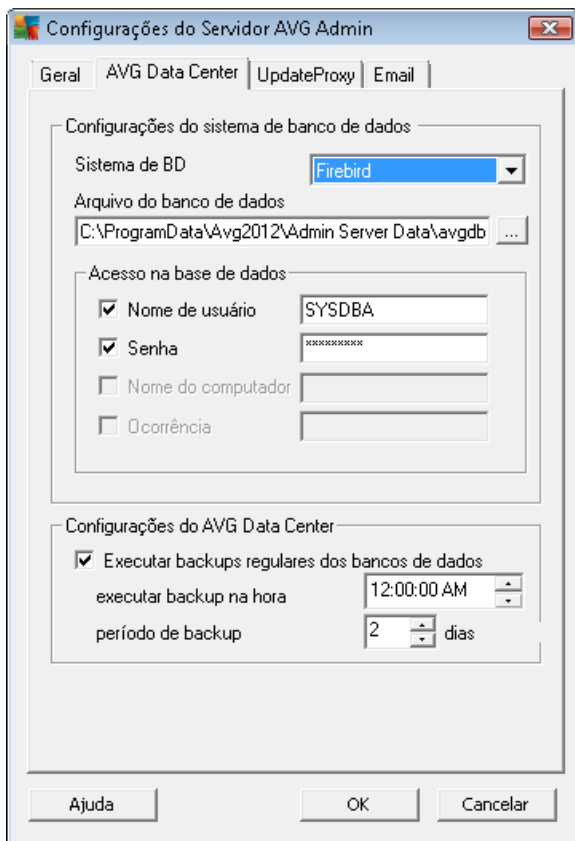 Configurações do Servidor AVG Admin
Geral AVG Data Center UpdateProxy Email
Configurações do sistema de banco de dados
Sistema de BD Firebird
Arquivo do banco de dados
C:\ProgramData\Avg2012\Admin Server Data\avgdb ...
Acesso na base de dados
Nome de usuário SYSDBA
Senha *********
Nome do computador
Ocorrência
Configurações do AVG Data Center
Executar backups regulares dos bancos de dados
executar backup na hora 12:00:00 AM
período de backup 2 dias
Ajuda OK Cancelar